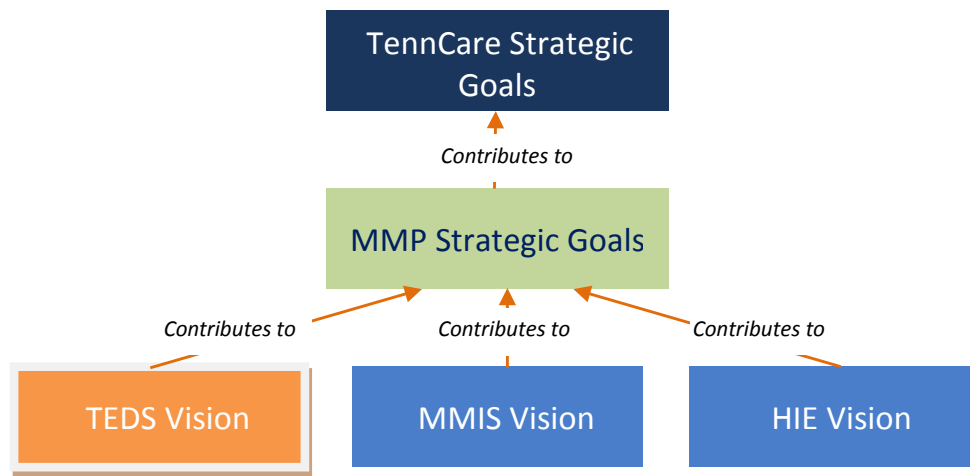 TennCare Strategic
Goals
Contributes to
MMP Strategic Goals
Contributes to
Contributes to
Contributes to
TEDS Vision
MMIS Vision
HIE Vision